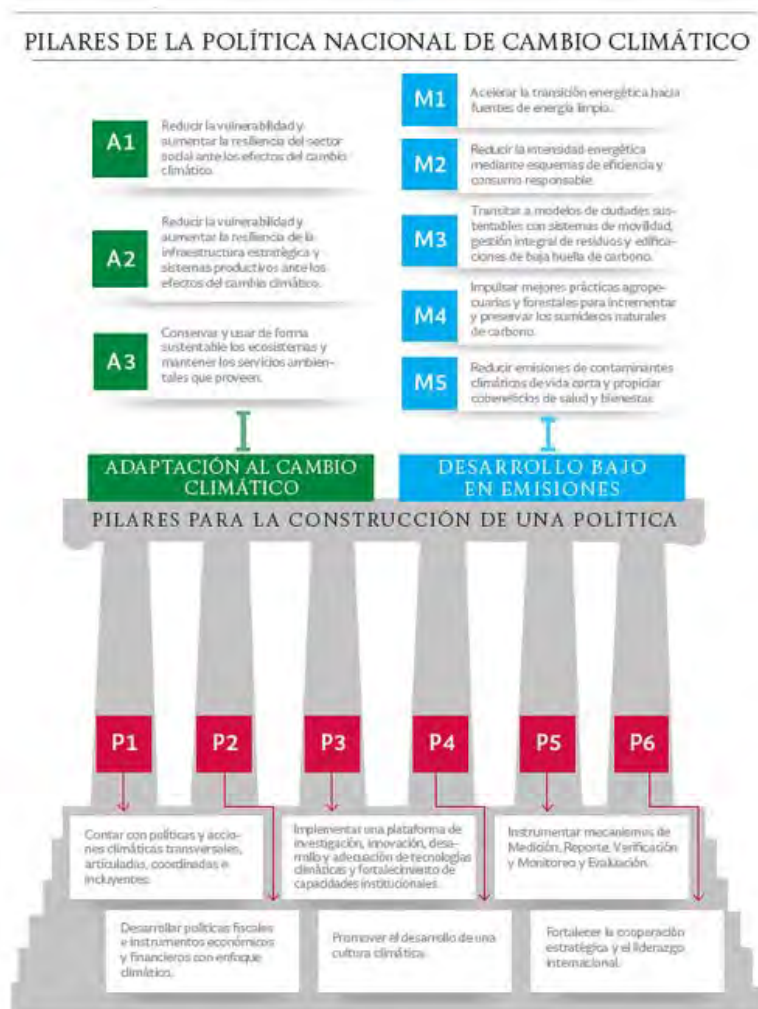 PILARES DE LA POLÍTICA NACIONAL DE CAMBIO CLIMÁTICO
A1
Reducir la vulnerabilidad y
aumentar la resiliencia del sector
social ante los efectos del cambio
climático.
A2
Reducir la vulnerabilidad y
aumentar la resiliencia de la
infraestructura estratégica y
sistemas productivos ante los
efectos del cambio climático.
A3
Conservar y usar de forma
sustentable los ecosistemas y
mantener los servicios ambien-
tales que proveen.
M1
Acelerar la transición energética hacia
fuentes de energía limpia.
M2
Reducir la intensidad energética
mediante esquemas de eficiencia y
consumo responsable.
M3
Transitar a modelos de ciudades sus-
tentables con sistemas de movilidad,
gestión integral de residuos y edifica-
ciones de baja huella de carbono.
M4
Impulsar mejores prácticas agrope-
cuarias y forestales para incrementar
y preservar los sumideros naturales
de carbono.
M5
Reducir emisiones de contaminantes
climáticos de vida corta y propiciar
cobeneficios de salud y bienestar.
ADAPTACIÓN AL CAMBIO
CLIMÁTICO
DESARROLLO BAJO
EN EMISIONES
PILARES PARA LA CONSTRUCCIÓN DE UNA POLÍTICA
P1
P2
P3
P4
P5
P6
Contar con políticas y accio-
nes climáticas transversales,
articuladas, coordinadas e
incluyentes.
Implementar una plataforma de
investigación, innovación, desa-
rrollo y adecuación de tecnologías
climáticas y fortalecimiento de
capacidades institucionales.
Instrumentar mecanismos de
Medición, Reporte, Verificación
y Monitoreo y Evaluación.
Desarrollar políticas fiscales
e instrumentos económicos
y financieros con enfoque
climático.
Promover el desarrollo de una
cultura climática.
Fortalecer la cooperación
estratégica y el liderazgo
internacional.